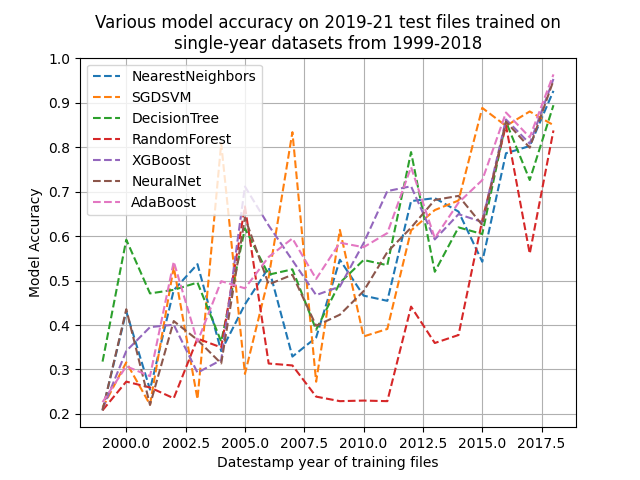 Various model accuracy on 2019-21 test files trained on
single-year datasets from 1999-2018
1.0
0.9
0.8
0.7
0.6
0.5
0.4
0.3
0.2
Model Accuracy
NearestNeighbors
SGDSVM
DecisionTree
RandomForest
XGBoost
NeuralNet
AdaBoost
2000.0 2002.5 2005.0 2007.5 2010.0 2012.5 2015.0 2017.5
Datestamp year of training files